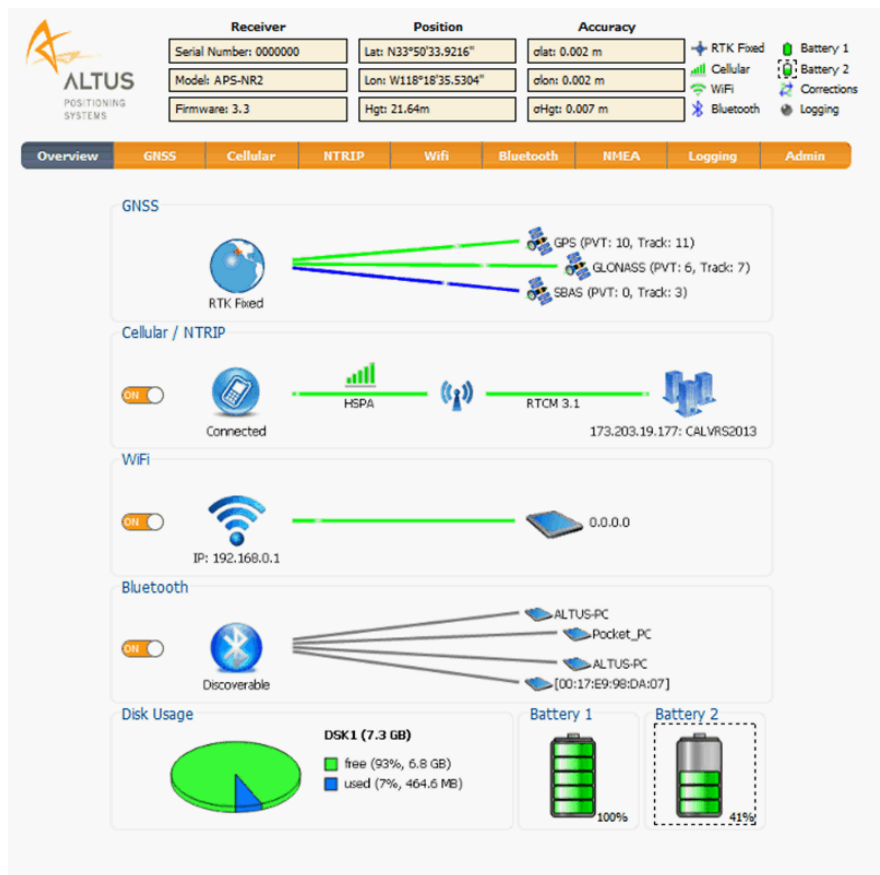 ALTUS
POSITIONING
SYSTEMS
Receiver
Serial Number: 0000000
Model: APS-NR2
Firmware: 3.3
Position
Lat: N33°50'33.9216"
Lon: W118°18'35.5304"
Hgt: 21.64m
Accuracy
σlat: 0.002 m
σlon: 0.002 m
σHgt: 0.007 m
RTK Fixed
Cellular
WiFi
Bluetooth
Battery 1
Battery 2
Corrections
Logging
Overview GNSS Cellular NTRIP Wifi Bluetooth NMEA Logging Admin
GNSS
RTK Fixed
GPS (PVT: 10, Track: 11)
GLONASS (PVT: 6, Track: 7)
SBAS (PVT: 0, Track: 3)
Cellular / NTRIP
ON
Connected
HSPA
RTCM 3.1
173.203.19.177: CALVRS2013
WiFi
ON
IP: 192.168.0.1
0.0.0.0
Bluetooth
ON
Discoverable
ALTUS-PC
Pocket_PC
ALTUS-PC
[00:17:E9:98:DA:07]
Disk Usage
DSK1 (7.3 GB)
free (93%, 6.8 GB)
used (7%, 464.6 MB)
Battery 1
100%
Battery 2
41%